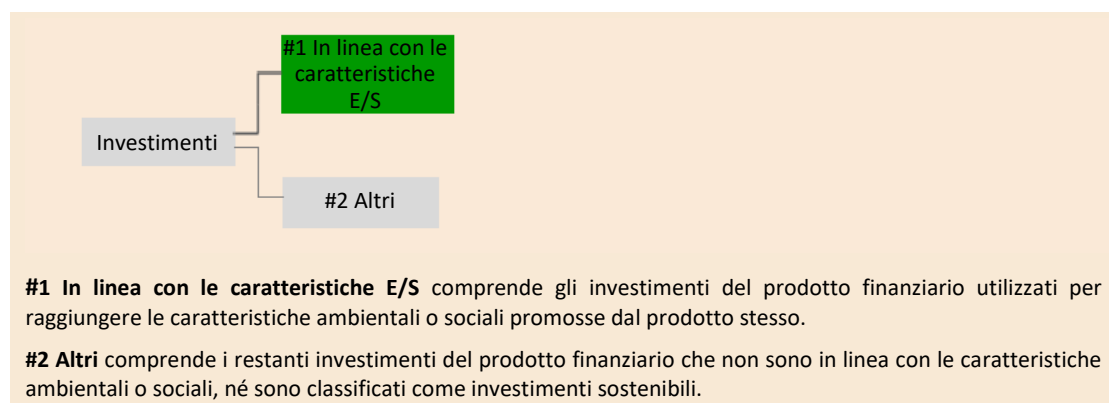 #1 In linea con le
caratteristiche
E/S
Investimenti
#2 Altri
#1 In linea con le caratteristiche E/S comprende gli investimenti del prodotto finanziario utilizzati per
raggiungere le caratteristiche ambientali o sociali promosse dal prodotto stesso.
#2 Altri comprende i restanti investimenti del prodotto finanziario che non sono in linea con le caratteristiche
ambientali o sociali, né sono classificati come investimenti sostenibili.